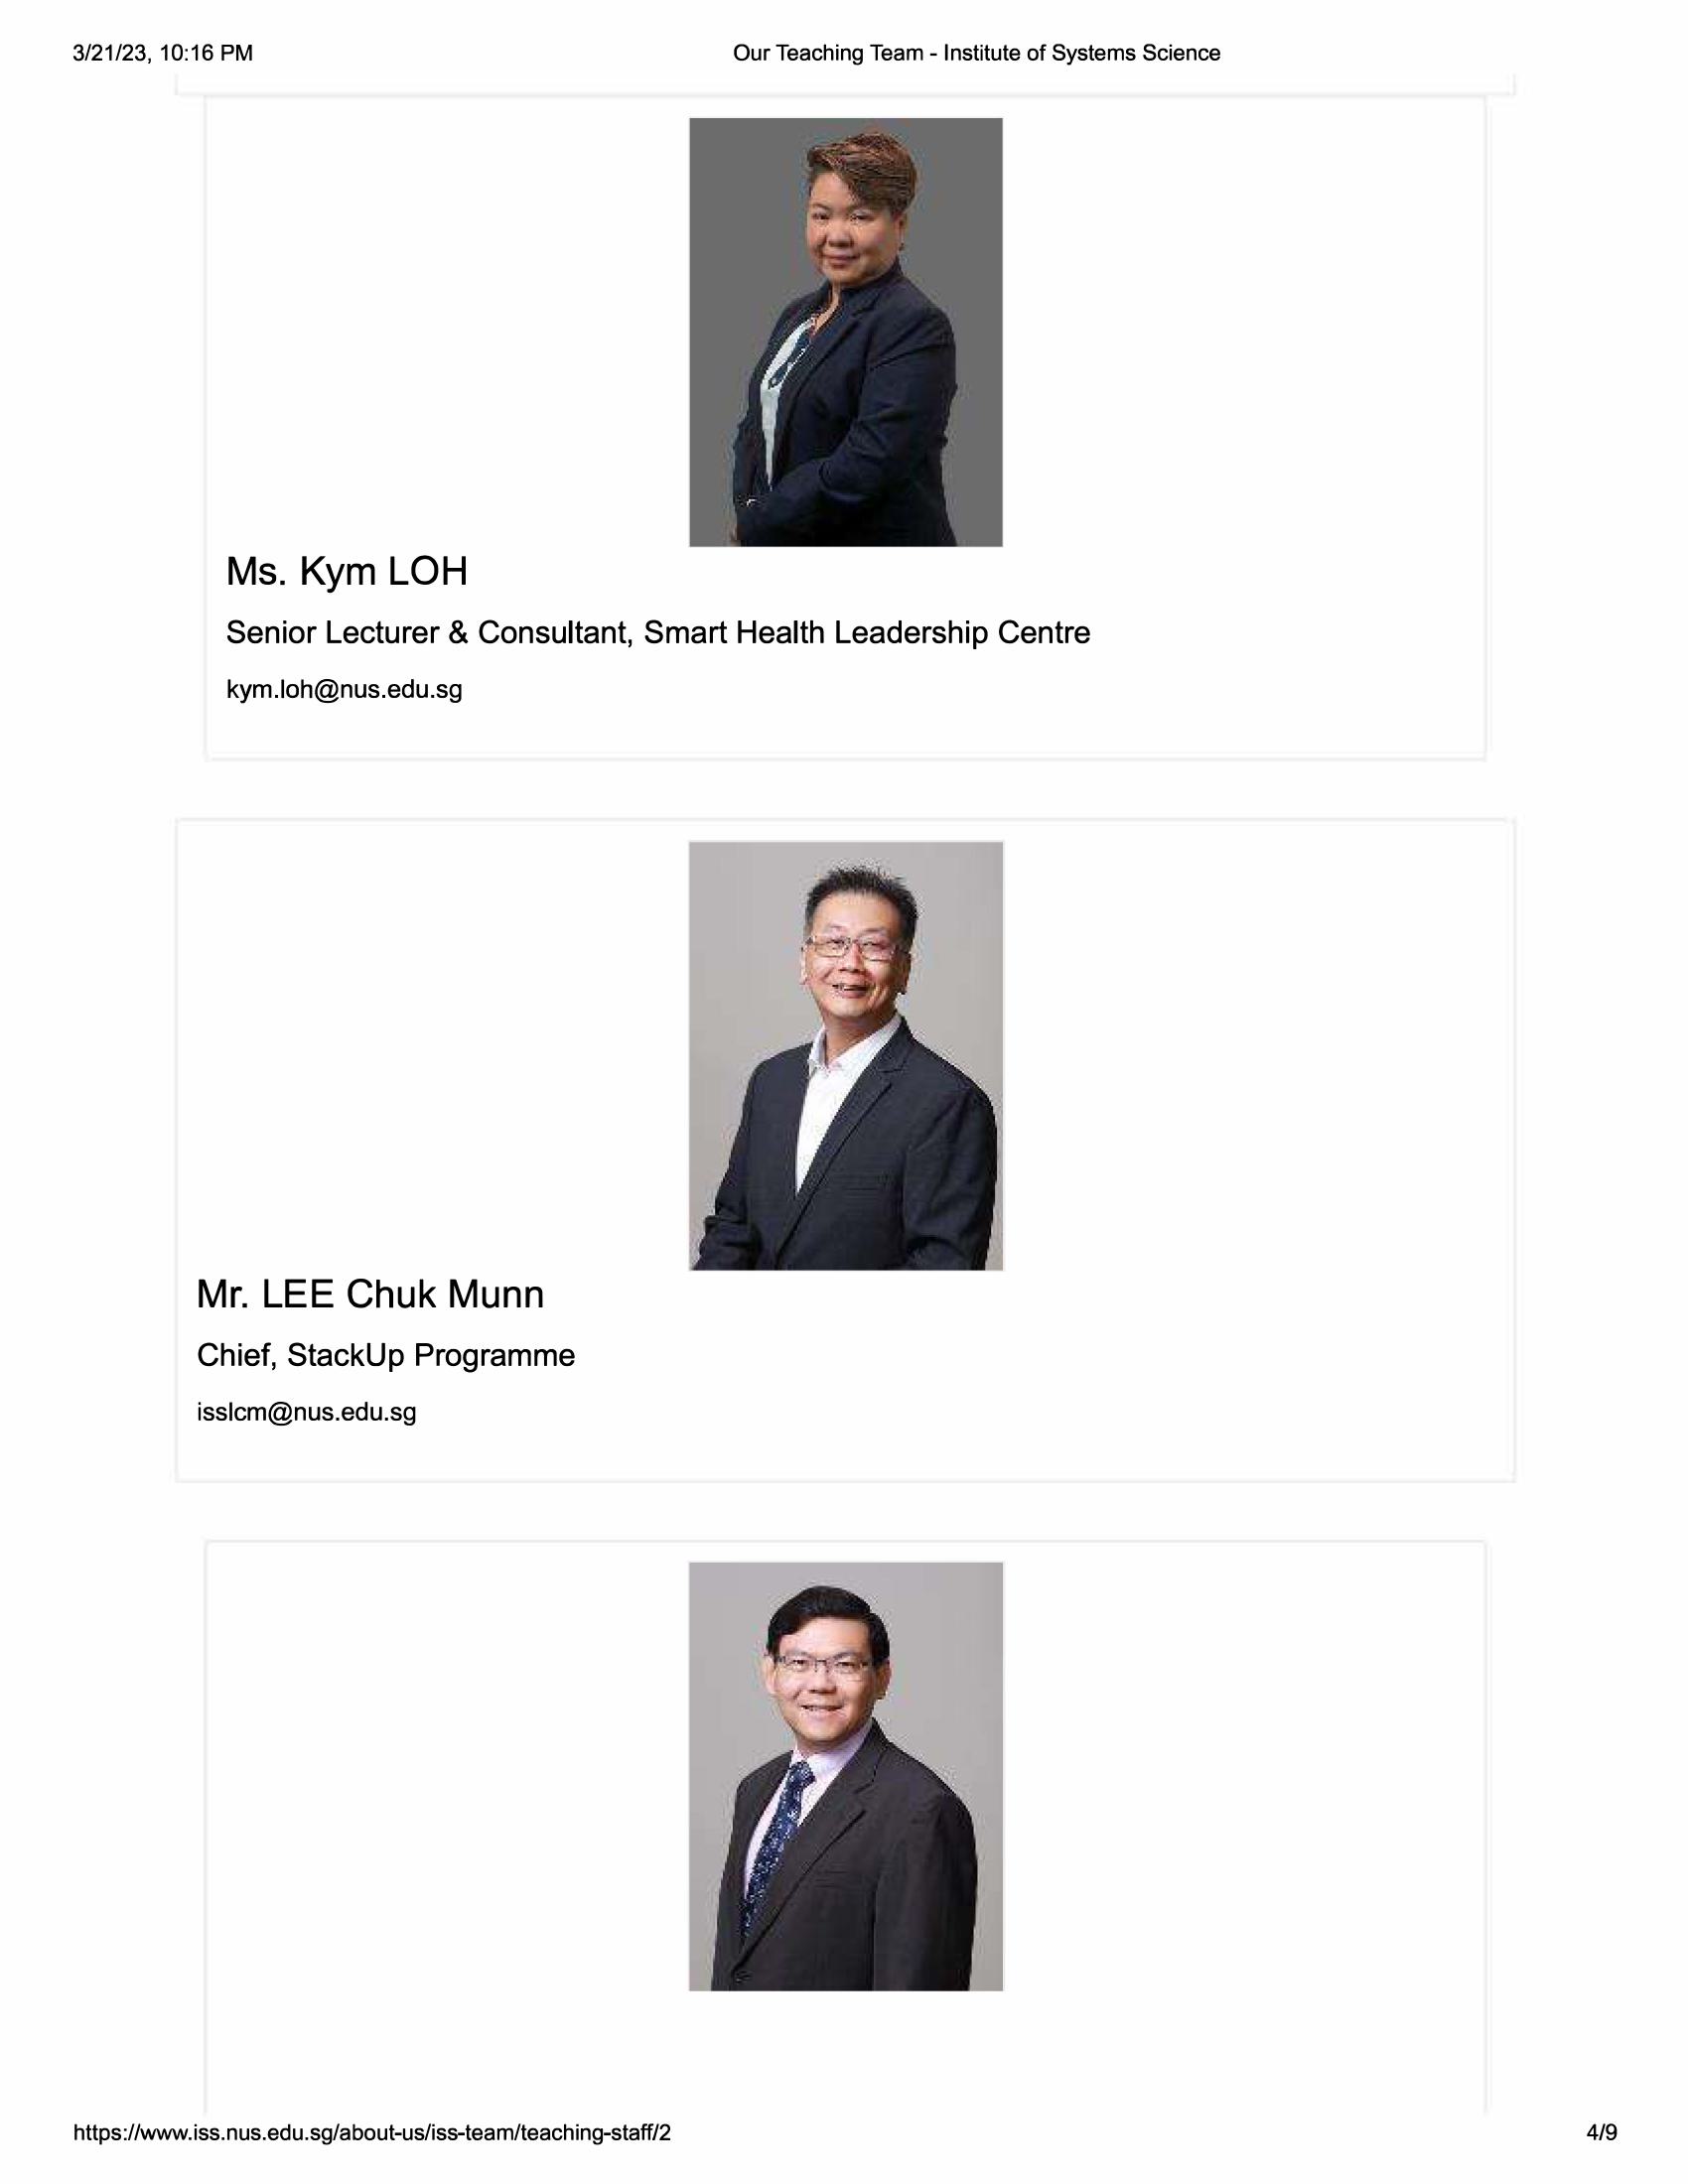 3/21/23, 10:16 PM
Our Teaching Team - Institute of Systems Science
Ms. Kym LOH
Senior Lecturer & Consultant, Smart Health Leadership Centre
kym.loh@nus.edu.sg
Mr. LEE Chuk Munn
Chief, StackUp Programme
isslcm@nus.edu.sg
https://www.iss.nus.edu.sg/about-us/iss-team/teaching-staff/2
4/9